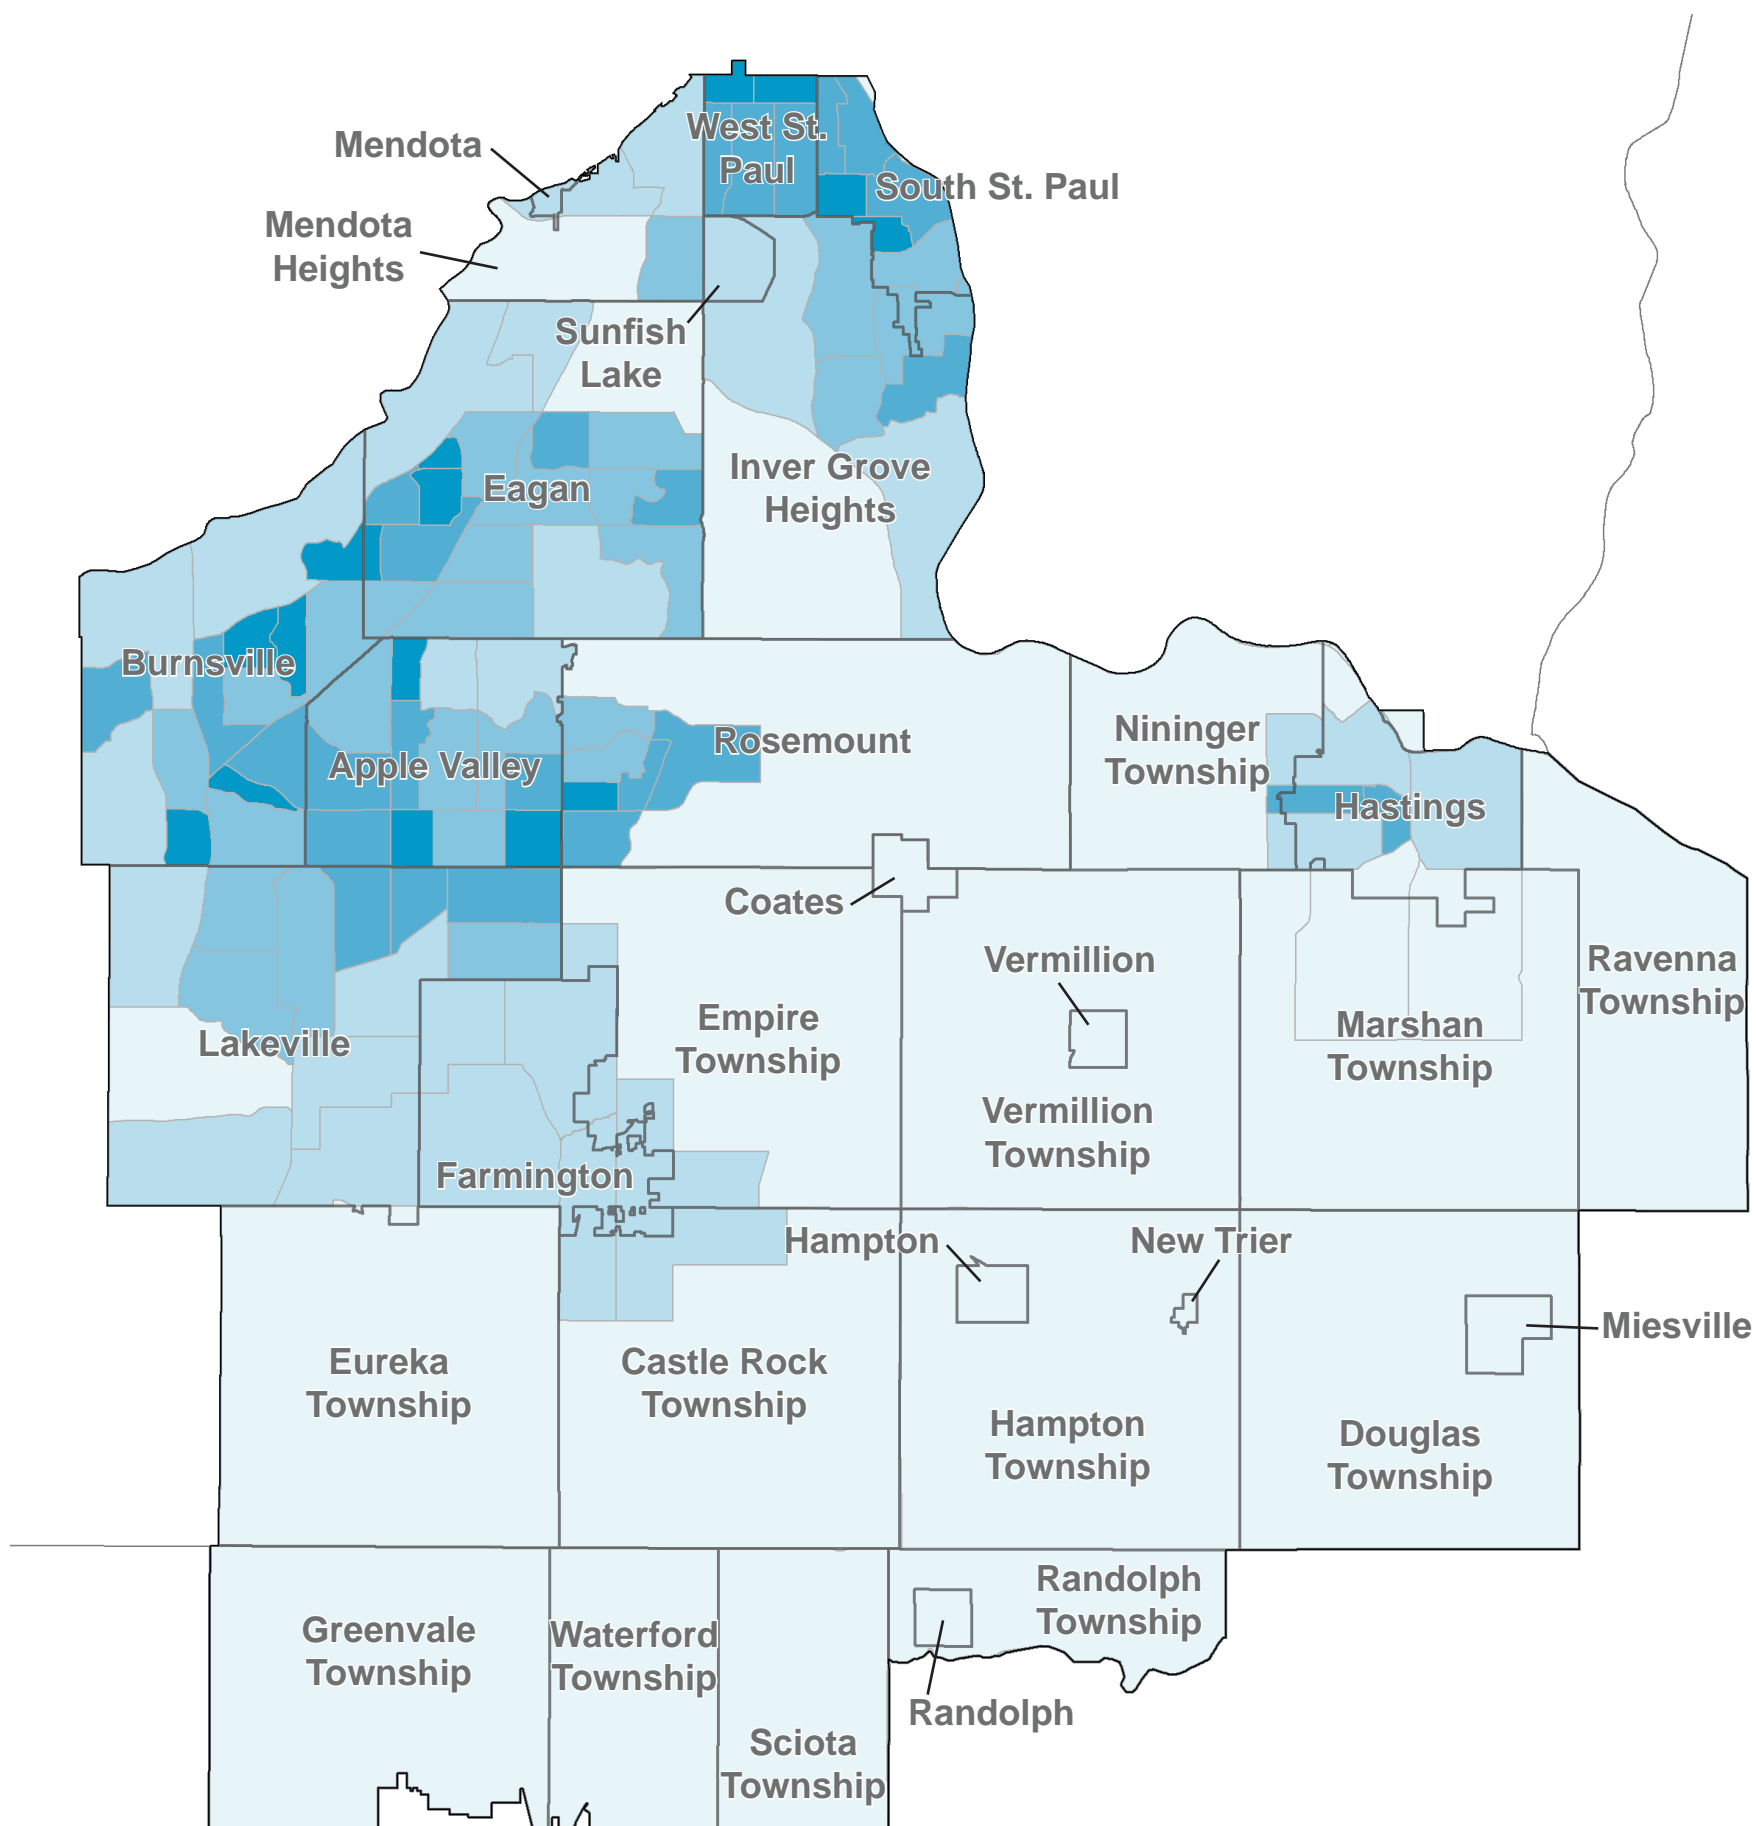 West St.
Paul
Mendota
South St. Paul
Mendota
Heights
Sunfish
Lake
Inver Grove
Heights
Eagan
Burnsville
Apple Valley
Rosemount
Nininger
Township
Hastings
Coates
Vermillion
Ravenna
Township
Empire
Township
Marshan
Township
Lakeville
Vermillion
Township
Farmington
Hampton
New Trier
Miesville
Eureka
Township
Castle Rock
Township
Hampton
Township
Douglas
Township
Randolph
Township
Greenvale
Township
Waterford
Township
Randolph
Sciota
Township